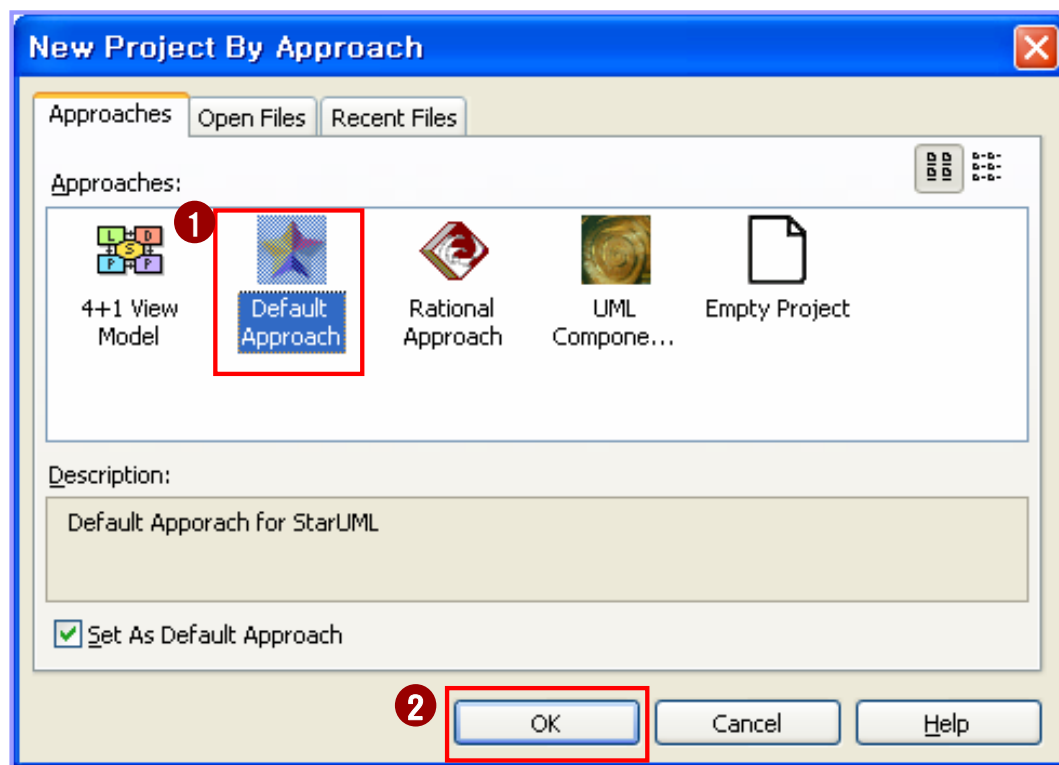 New Project By Approach
Approaches
Open Files
Recent Files
Approaches:
1
L D
S
P P
4+1 View
Model
Default
Approach
Rational
Approach
UML
Compone...
Empty Project
Description:
Default Apporach for StarUML
Set As Default Approach
2
OK
Cancel
Help